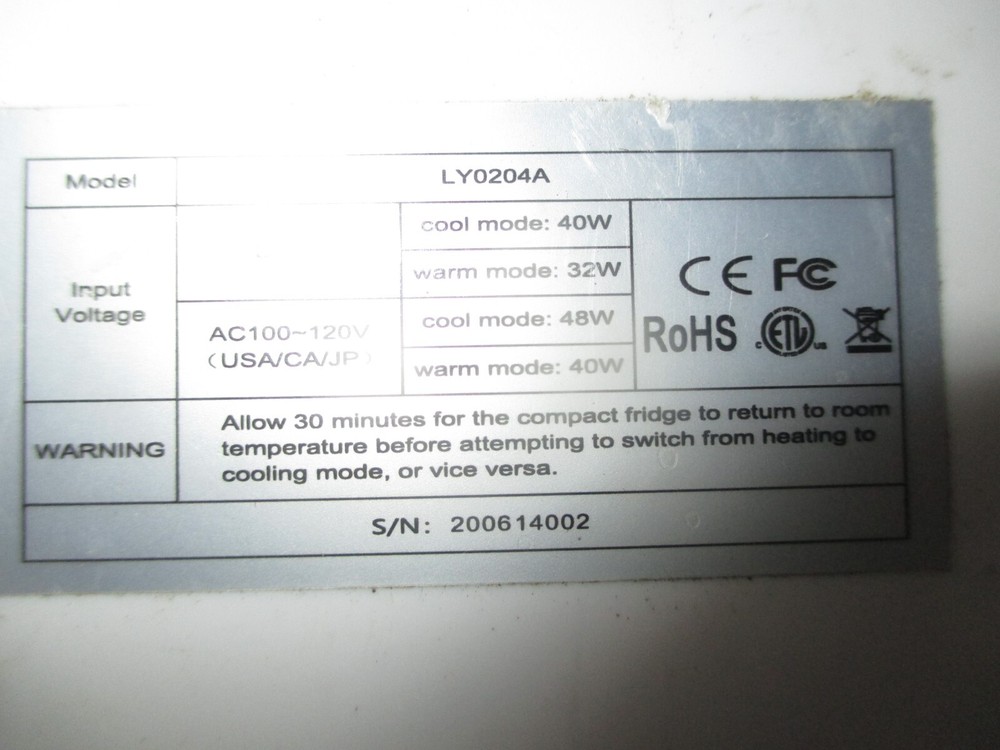 Model
LY0204A
Input
Voltage
cool mode: 40W
warm mode: 32W
AC100~120V
(USA/CA/JP)
cool mode: 48W
warm mode: 40W
CE FC
RoHS c ETL us
WARNING
Allow 30 minutes for the compact fridge to return to room
temperature before attempting to switch from heating to
cooling mode, or vice versa.
S/N: 200614002